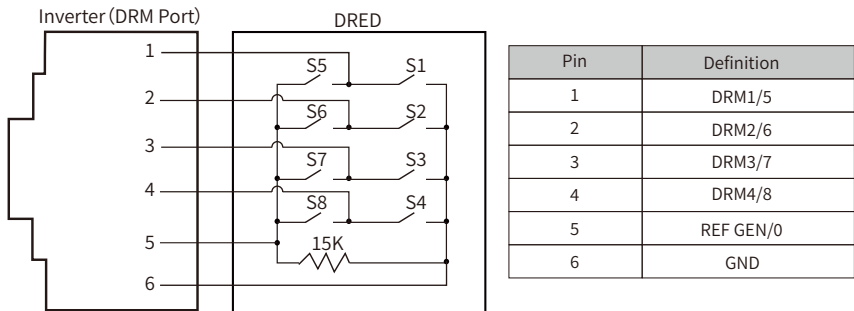 Inverter (DRM Port)
DRED
1
S5
S1
2
S6
S2
3
S7
S3
4
S8
S4
5
15K
6
Pin Definition
1 DRM1/5
2 DRM2/6
3 DRM3/7
4 DRM4/8
5 REF GEN/0
6 GND